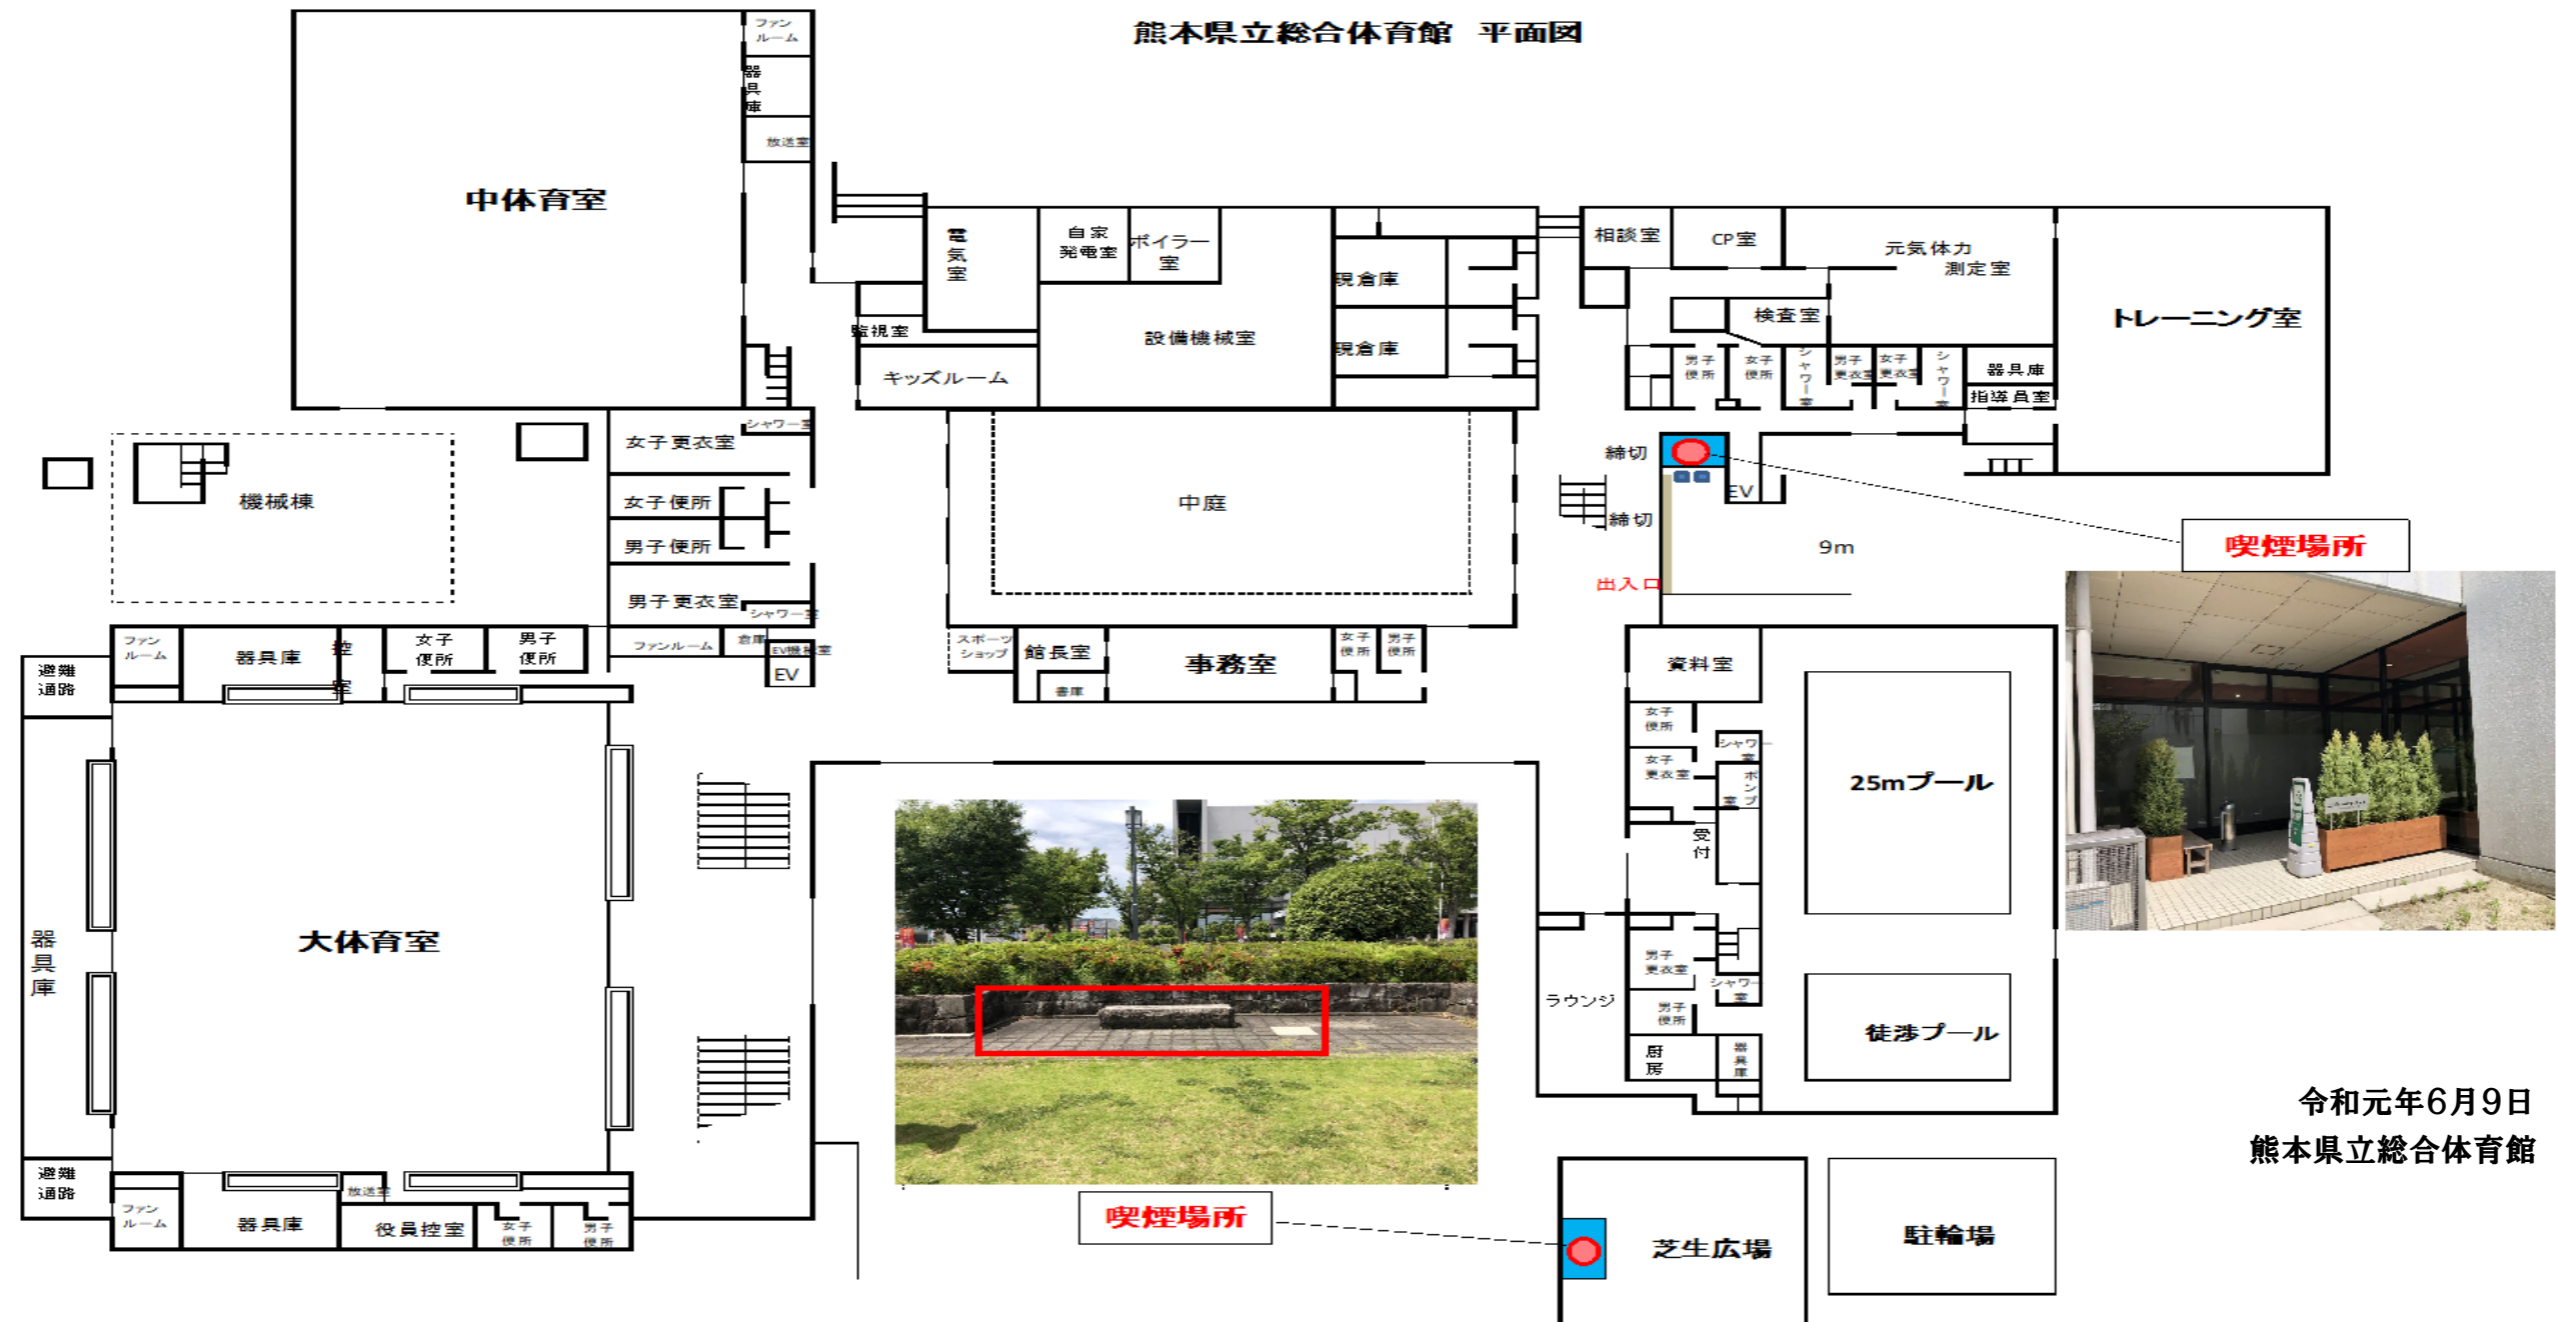 熊本県立総合体育館 平面図
ファン
ルーム
器
具
庫
放送室
中体育室
電
気
室
自家
発電室
ボイラー
室
監視室
キッズルーム
設備機械室
現倉庫
現倉庫
相談室
CP室
元気体力
測定室
検査室
トレーニング室
男子
便所
女子
便所
シャワー室
男子
更衣室
女子
更衣室
シャワー室
器具庫
指導員室
シャワー室
女子更衣室
女子便所
男子便所
男子更衣室
シャワー室
機械棟
中庭
締切
締切
EV
9m
出入口
喫煙場所
ファン
ルーム
器具庫
控
室
女子
便所
男子
便所
ファンルーム
倉庫
EV機械室
EV
避難
通路
スポーツ
ショップ
館長室
書庫
事務室
女子
便所
男子
便所
資料室
女子
便所
シャワー
室
女子
更衣室
ポンプ
室
受
付
25mプール
器
具
庫
大体育室
ラウンジ
男子
更衣室
シャワー
室
男子
便所
厨
房
器
具
庫
徒渉プール
令和元年6月9日
熊本県立総合体育館
避難
通路
ファン
ルーム
器具庫
放送室
役員控室
女子
便所
男子
便所
喫煙場所
芝生広場
駐輪場